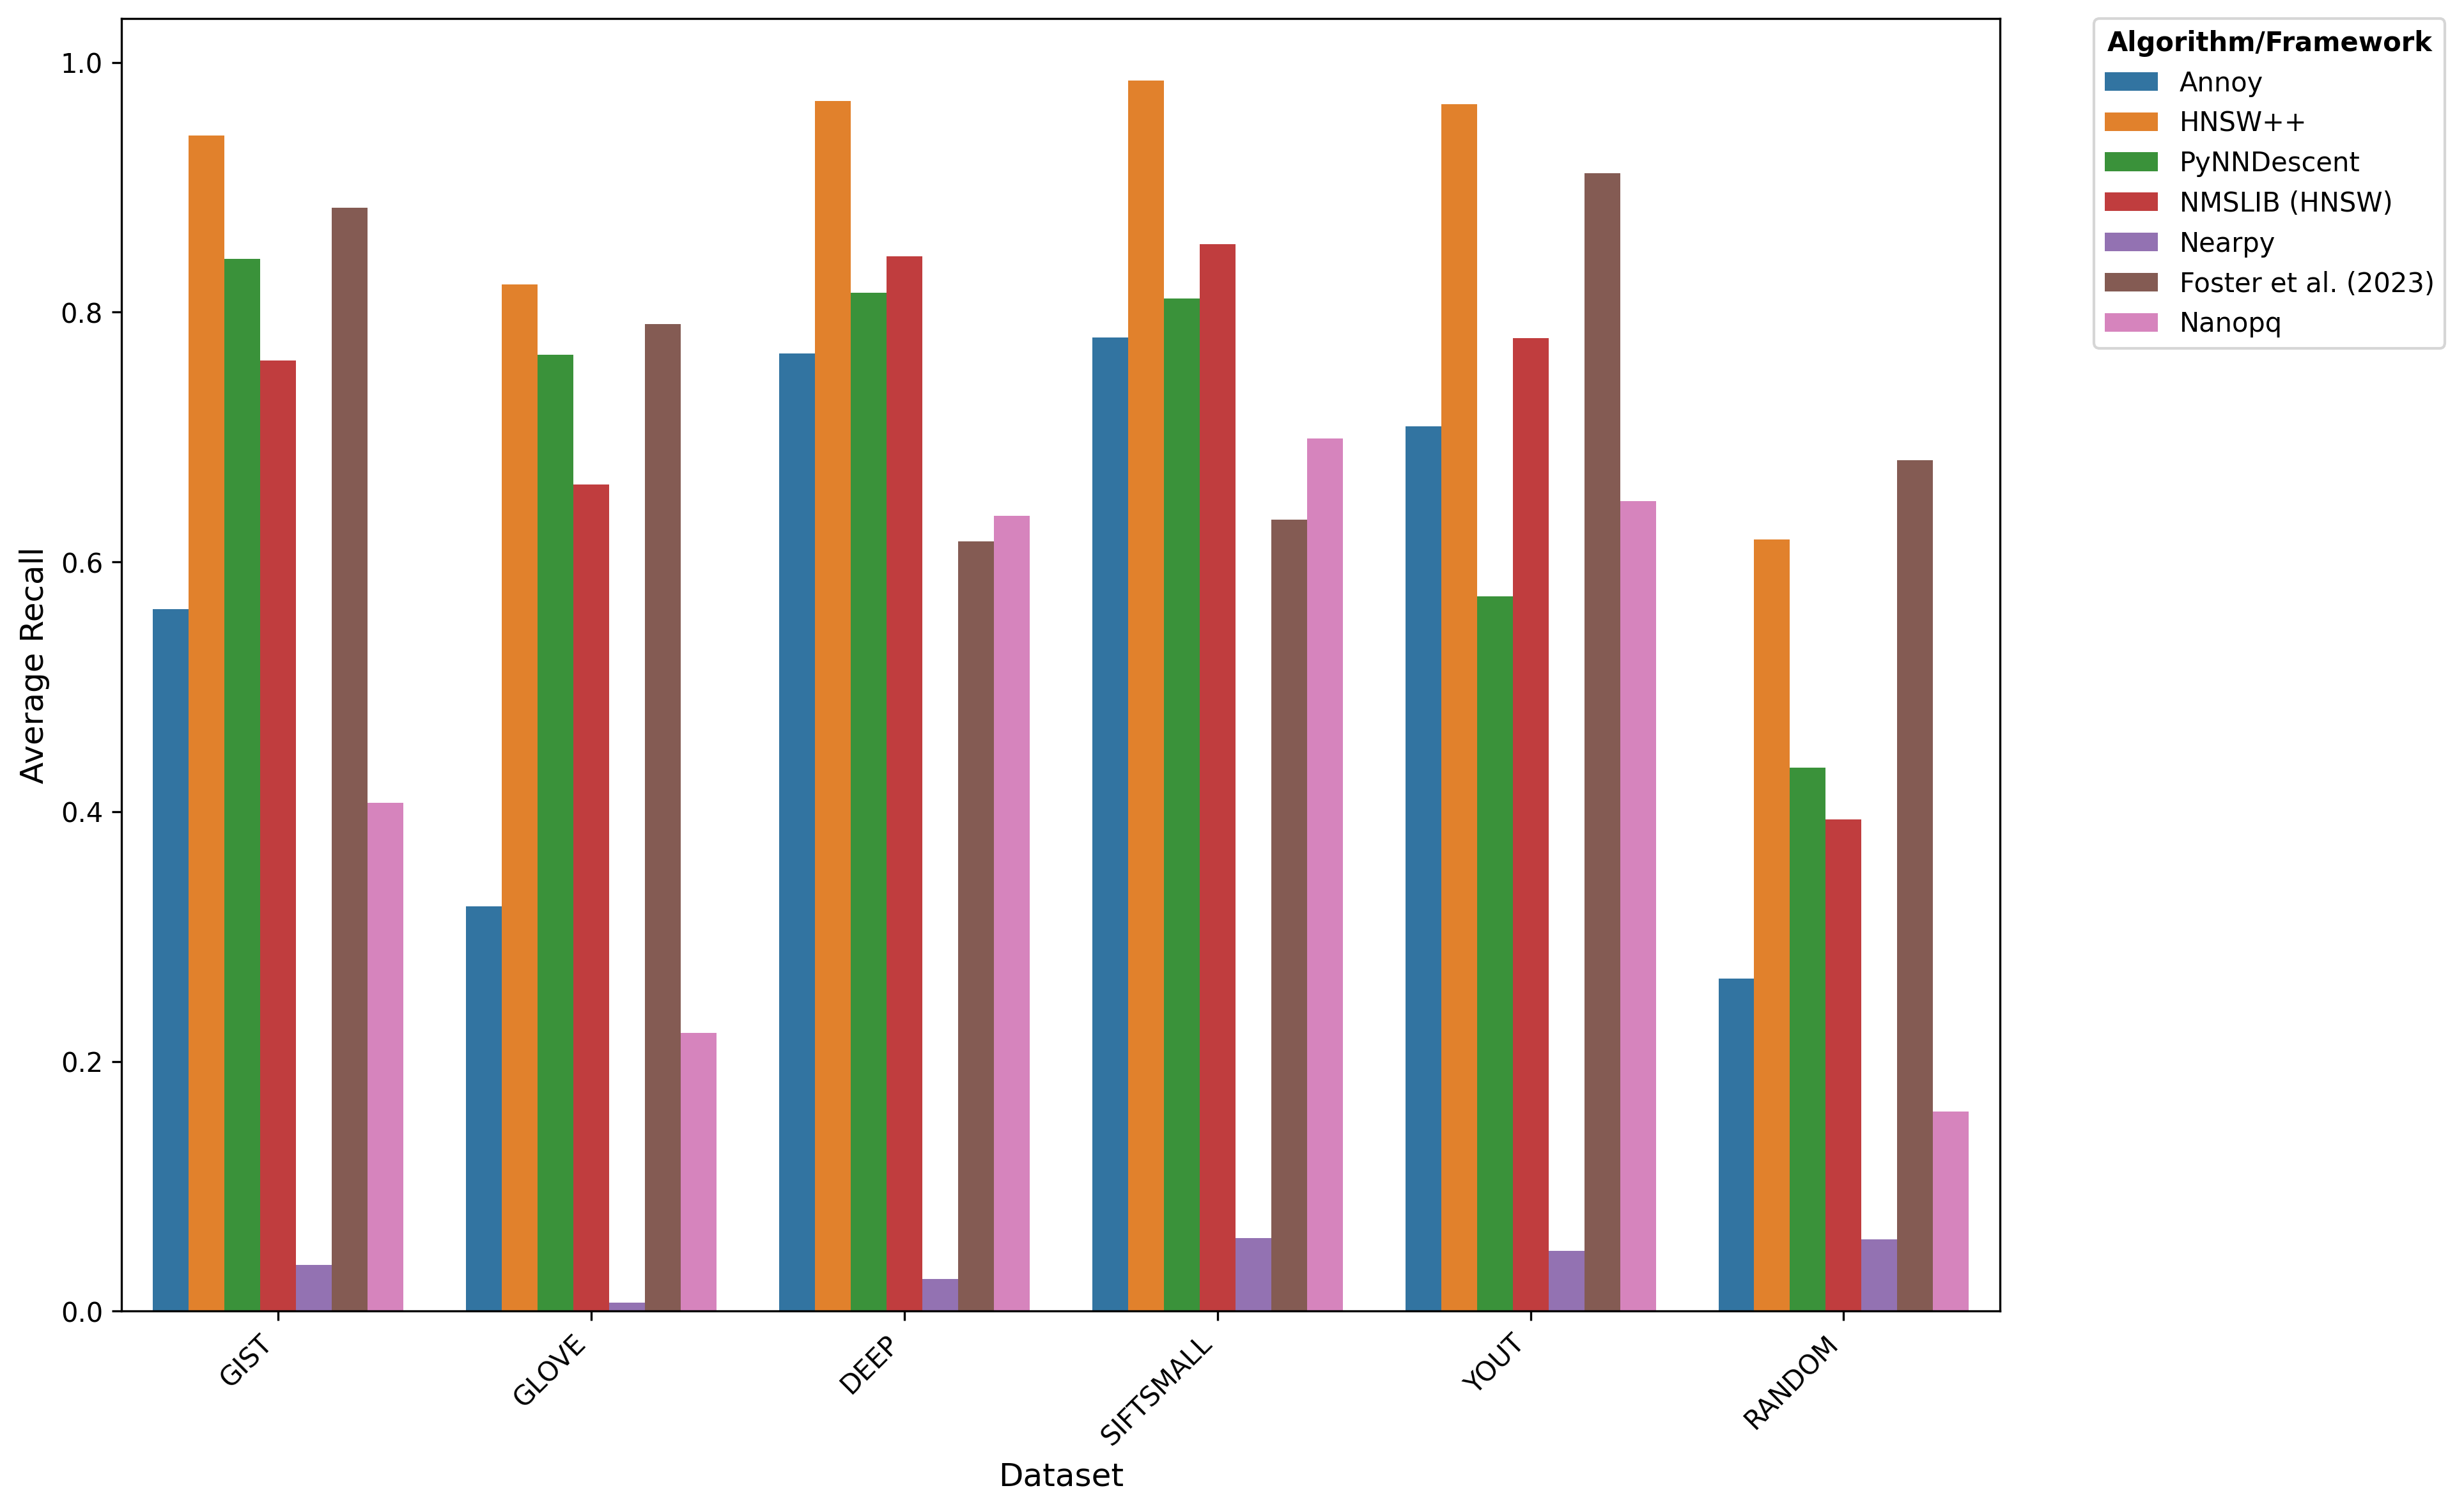 Algorithm/Framework
Annoy
HNSW++
PyNNDescent
NMSLIB (HNSW)
Nearpy
Foster et al. (2023)
Nanopq
Average Recall
1.0
0.8
0.6
0.4
0.2
0.0
GIST
GLOVE
DEEP
SIFTSMALL
YOUT
RANDOM
Dataset